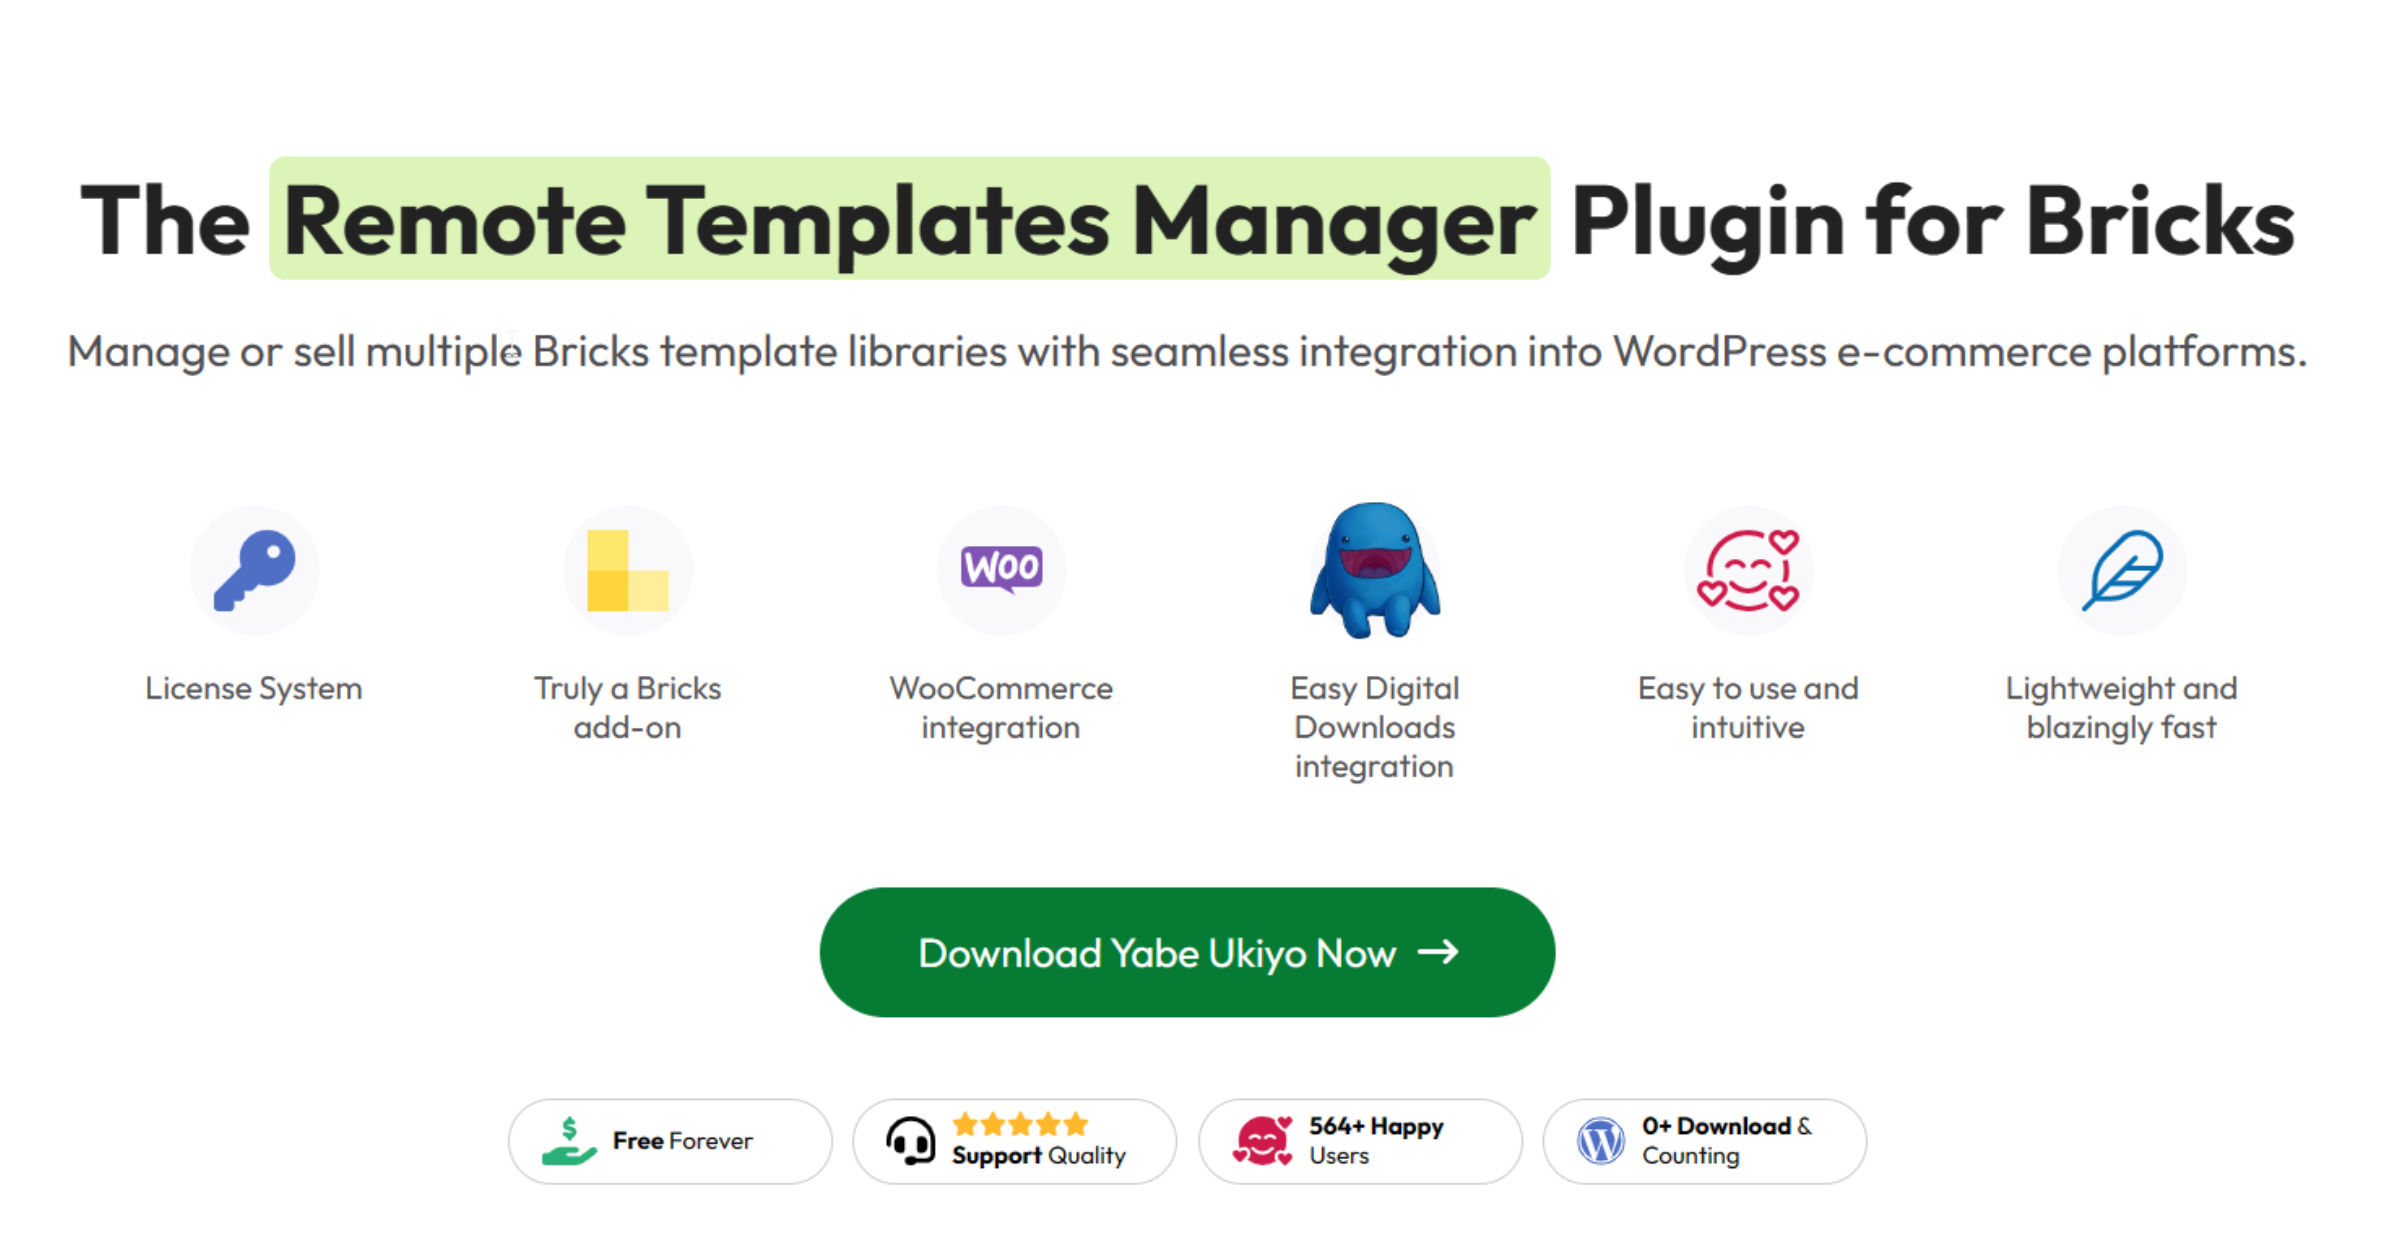 The Remote Templates Manager Plugin for Bricks
Manage or sell multiple Bricks template libraries with seamless integration into WordPress e-commerce platforms.
Woo
License System
Truly a Bricks
add-on
WooCommerce
integration
Easy Digital
Downloads
integration
Easy to use and
intuitive
Lightweight and
blazingly fast
Download Yabe Ukiyo Now →
$
Free Forever
Support Quality
564+ Happy
Users
0+ Download &
Counting